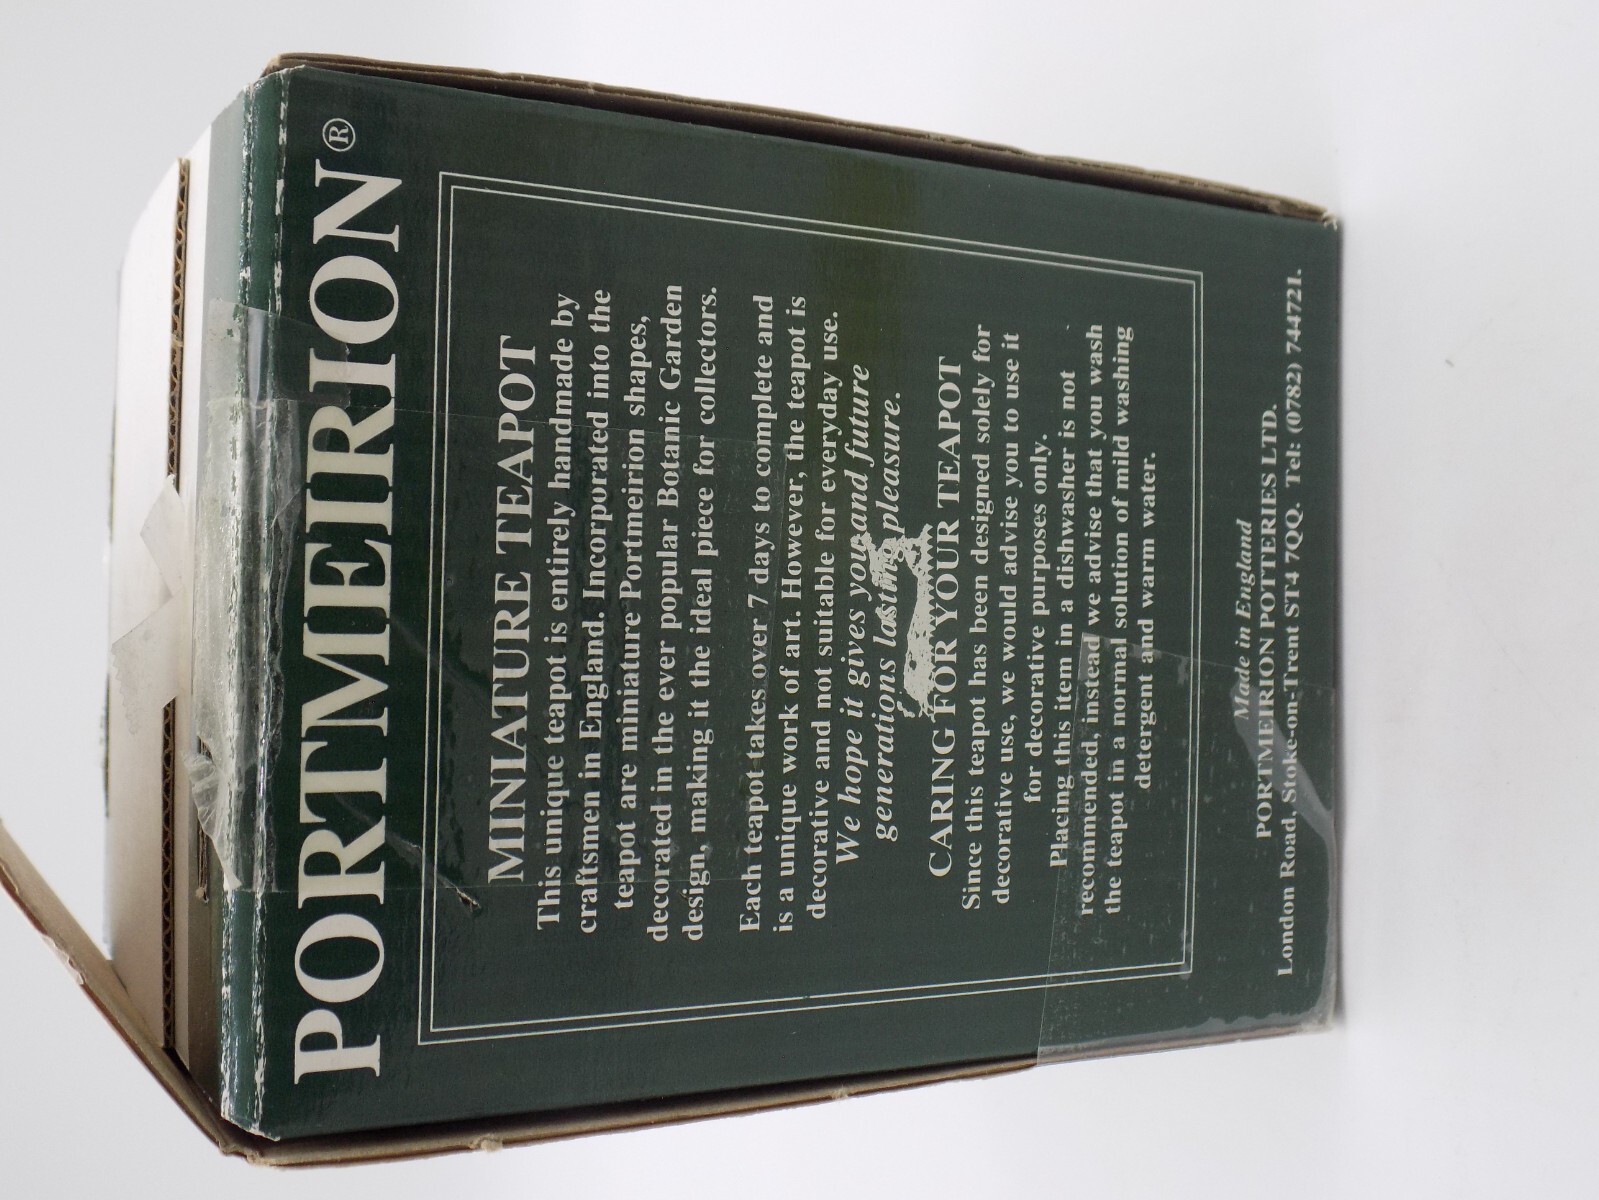 PORTMEIRION®
MINIATURE TEAPOT
This unique teapot is entirely handmade by
craftsmen in England. Incorporated into the
teapot are miniature Portmeirion shapes,
decorated in the ever popular Botanic Garden
design, making it the ideal piece for collectors.
Each teapot takes over 7 days to complete and
is a unique work of art. However, the teapot is
decorative and not suitable for everyday use.
We hope it gives you and future
generations lasting pleasure.
CARING FOR YOUR TEAPOT
Since this teapot has been designed solely for
decorative use, we would advise you to use it
for decorative purposes only.
Placing this item in a dishwasher is not
recommended, instead we advise that you wash
the teapot in a normal solution of mild washing
detergent and warm water.
Made in England
PORTMEIRION POTTERIES LTD.
London Road, Stoke-on-Trent ST4 7QQ. Tel: (0782) 744721.